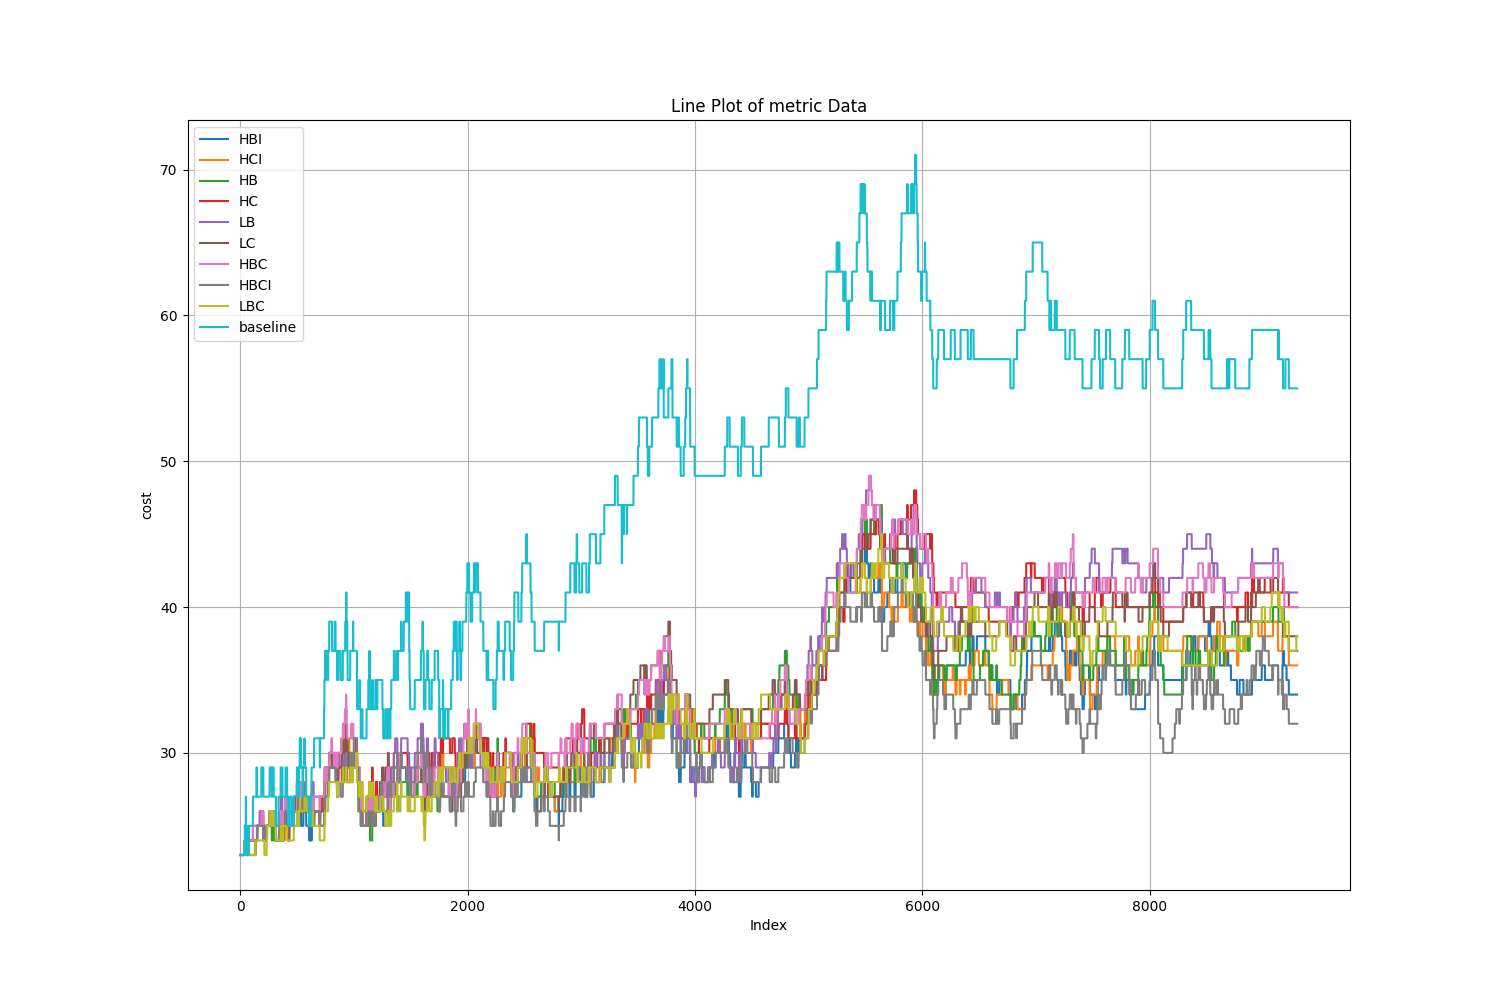 Line Plot of metric Data
HBI
HCI
HB
HC
LB
LC
HBC
HBCI
LBC
baseline
70
60
50
40
30
cost
0 2000 4000 6000 8000
Index